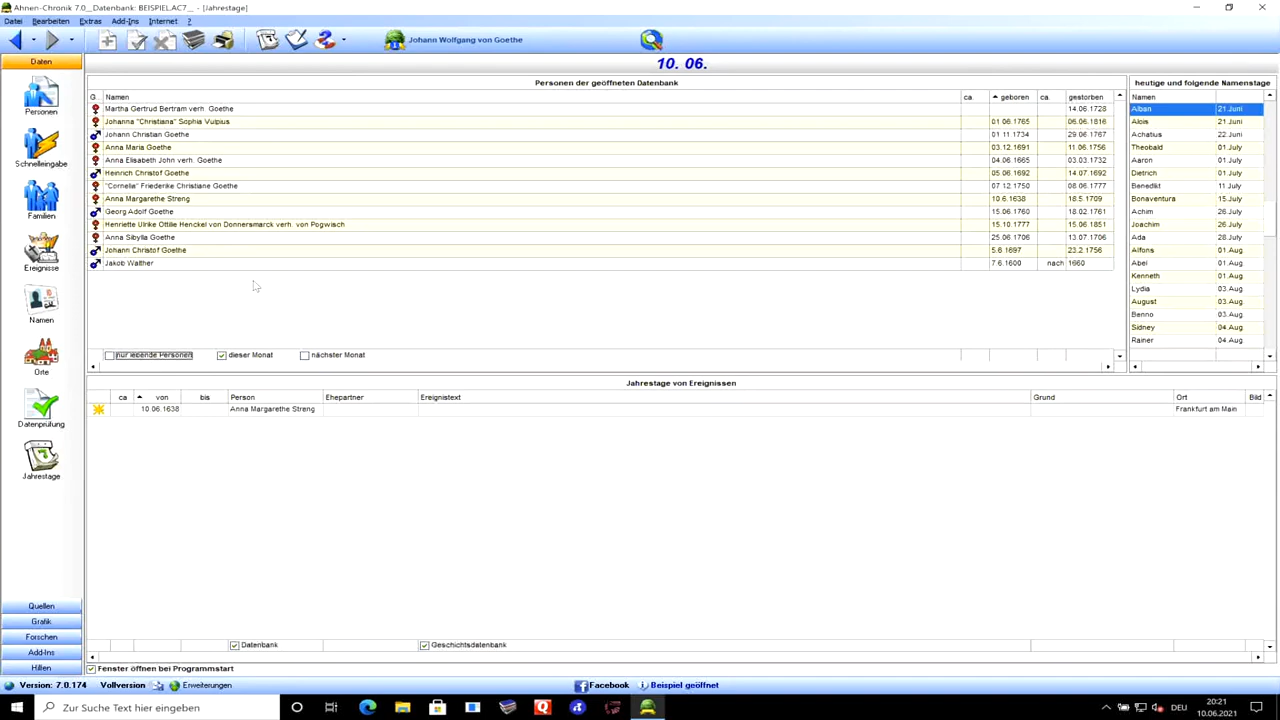 Ahnen-Chronik 7.0__Datenbank: BEISPIEL.AC7_ - [Jahrestage]
Datei Bearbeiten Extras Add-Ins Internet ?
Johann Wolfgang von Goethe
Daten
10. 06.
Personen der geöffneten Datenbank
heutige und folgende Namenstage
G. Namen ca. geboren ca. gestorben
Namen
Martha Gertrud Bertram verh. Goethe 14.06.1728
Johanna "Christiana" Sophia Vulpius. 01.06.1765 06.06.1816
Johann Christian Goethe 01.11.1734 29.06.1767
Anna Maria Goethe 03.12.1691 11.06.1756
Anna Elisabeth John verh. Goethe 04.06.1665 03.03.1732
Heinrich Christof Goethe 05.06.1692 14.07.1692
"Cornelia" Friederike Christiane Goethe 07.12.1750 08.06.1777
Anna Margarethe Streng 10.6.1638 18.5.1709
Georg Adolf Goethe 15.06.1760 18.02.1761
Henriette Ulrike Ottilie Henckel von Donnersmarck verh. von Pogwisch 15.10.1777 15.06.1851
Anna Sibylla Goethe 25.06.1706 13.07.1706
Johann Christof Goethe 5.6.1697 23.2.1756
Jakob Walther 7.6.1600 nach 1660
Alban 21.Juni
Alois 21.Juni
Achatius 22.Juni
Theobald 01.July
Aaron 01.July
Dietrich 01.July
Benedikt 11.July
Bonaventura 15.July
Achim 26.July
Joachim 26.July
Ada 28.July
Alfons 01.Aug
Abel 01.Aug
Kenneth 01.Aug
Lydia 03.Aug
August 03.Aug
Benno 03.Aug
Sidney 04.Aug
Rainer 04.Aug
nur lebende Personen dieser Monat nächster Monat
Personen
Schnelleingabe
Familien
Ereignisse
Namen
Orte
Datenprüfung
Jahrestage
Jahrestage von Ereignissen
ca von bis Person Ehepartner Ereignistext Grund Ort Bild
10.06.1638 Anna Margarethe Streng Frankfurt am Main
Datenbank Geschichtsdatenbank
Quellen
Grafik
Forschen
Add-Ins
Hilfen
Fenster öffnen bei Programmstart
Version: 7.0.174 Vollversion Erweiterungen Facebook Beispiel geöffnet
Zur Suche Text hier eingeben
DEU
20:21
10.06.2021